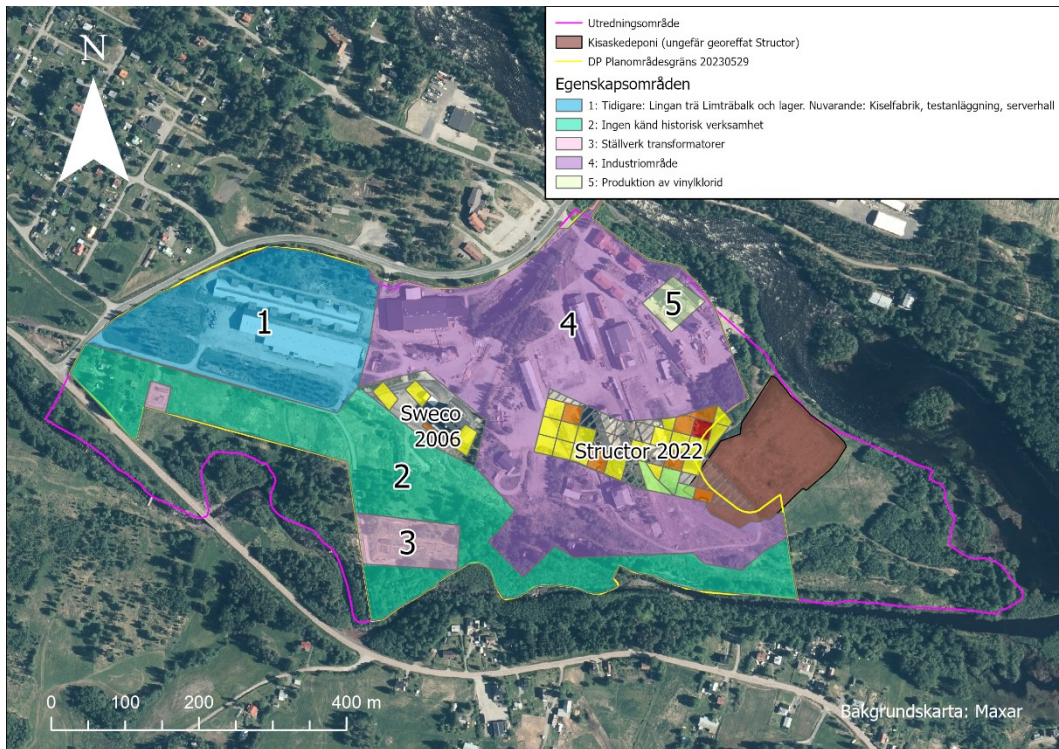 Utredningsområde
Kisaskedeponi (ungefär georeffat Structor)
DP Planområdesgräns 20230529
Egenskapsområden
1: Tidigare: Lingan trä Limträbalk och lager. Nuvarande: Kiselfabrik, testanläggning, serverhall
2: Ingen känd historisk verksamhet
3: Ställverk transformatorer
4: Industriområde
5: Produktion av vinylklorid
N
1
4
5
Sweco
2006
Structor 2022
2
3
0 100 200 400 m
Bakgrundskarta: Maxar